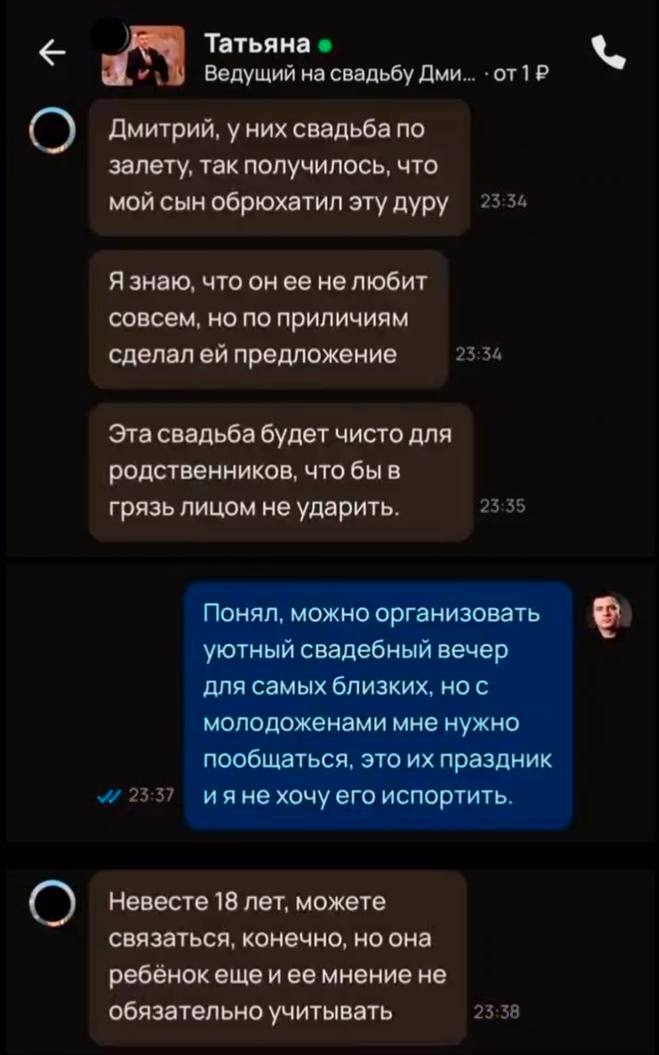 Татьяна
Ведущий на свадьбу Дми... · от 1 ₽
Дмитрий, у них свадьба по
залету, так получилось, что
мой сын обрюхатил эту дуру
23:34
Я знаю, что он ее не любит
совсем, но по приличиям
сделал ей предложение
23:34
Эта свадьба будет чисто для
родственников, что бы в
грязь лицом не ударить.
23:35
Понял, можно организовать
уютный свадебный вечер
для самых близких, но с
молодоженами мне нужно
пообщаться, это их праздник
и я не хочу его испортить.
23:37
Невесте 18 лет, можете
связаться, конечно, но она
ребёнок еще и ее мнение не
обязательно учитывать
23:38